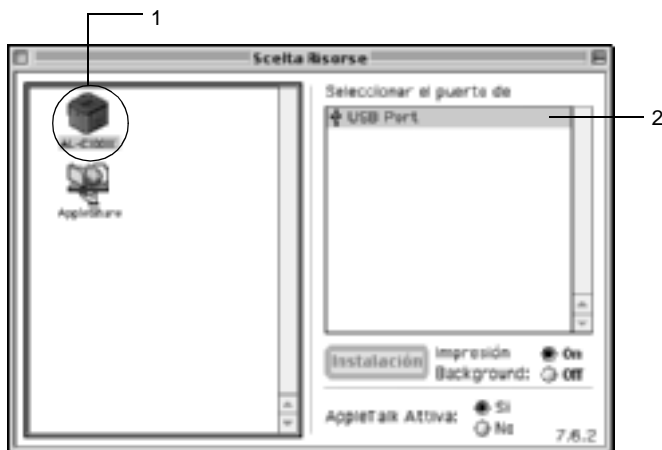 1
Scelta Risorse
Seleccionar el puerto de
USB Port
2
AL-C1000
AppleShare
Instalación
Impresión
Background:
On
Off
AppleTalk Attiva:
Si
No
7.6.2